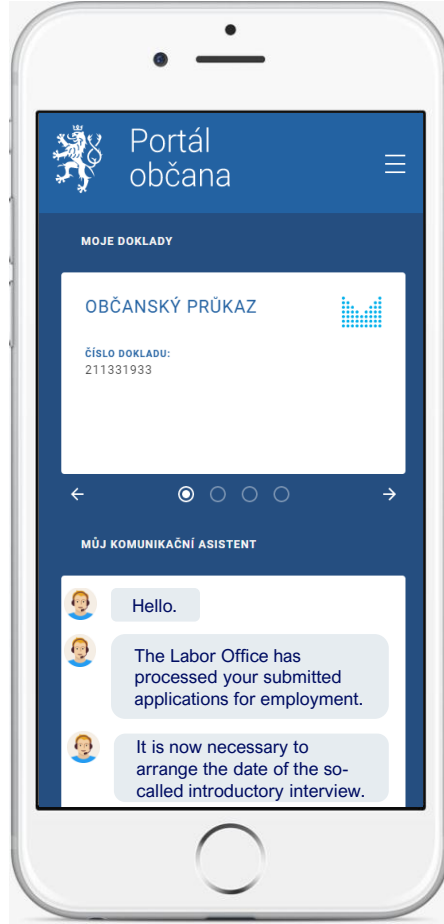 Portál
občana
MOJE DOKLADY
OBČANSKÝ PRŮKAZ
ČÍSLO DOKLADU:
211331933
MŮJ KOMUNIKAČNÍ ASISTENT
Hello.
The Labor Office has
processed your submitted
applications for employment.
It is now necessary to
arrange the date of the so-
called introductory interview.